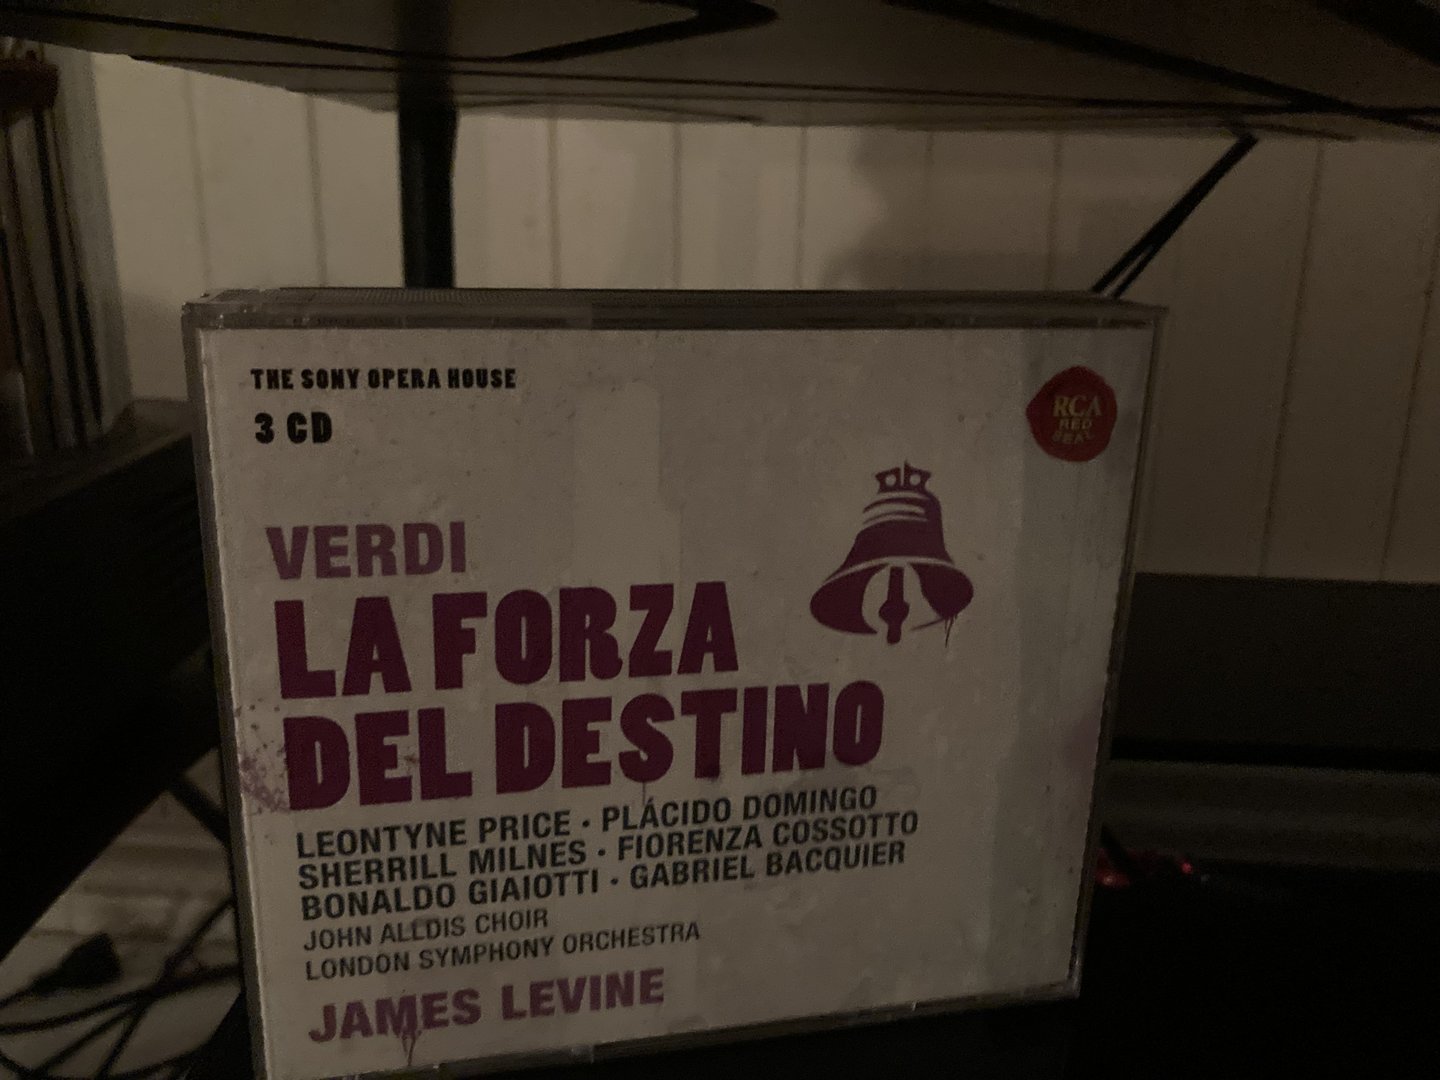 THE SONY OPERA HOUSE
3 CD
RCA
RED
SEAL
VERDI
LA FORZA
DEL DESTINO
LEONTYNE PRICE · PLÁCIDO DOMINGO
SHERRILL MILNES · FIORENZA COSSOTTO
BONALDO GIAIOTTI · GABRIEL BACQUIER
JOHN ALLDIS CHOIR
LONDON SYMPHONY ORCHESTRA
JAMES LEVINE